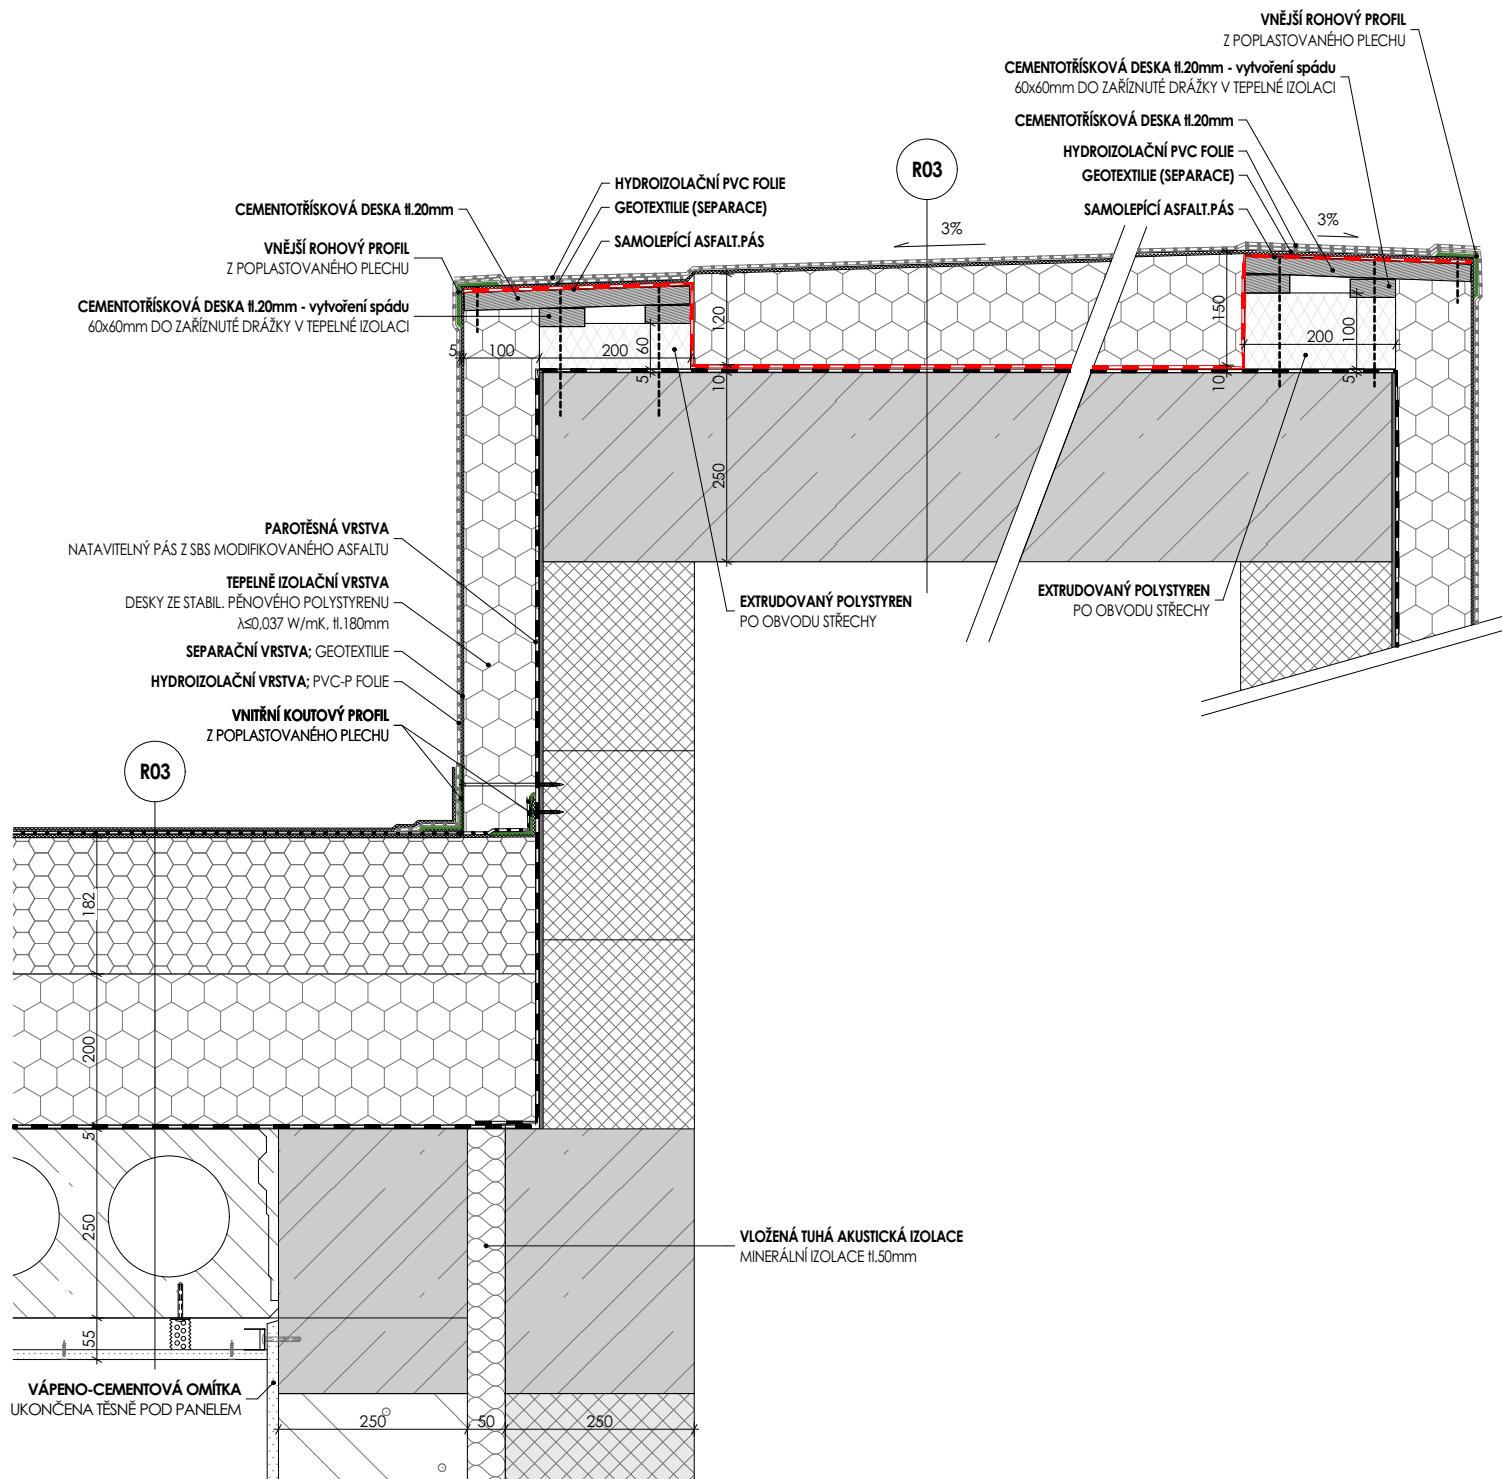 VNĚJŠÍ ROHOVÝ PROFIL
Z POPLASTOVANÉHO PLECHU
CEMENTOTŘÍSKOVÁ DESKA tl.20mm - vytvoření spádu
60x60mm DO ZAŘÍZNUTÉ DRÁŽKY V TEPELNÉ IZOLACI
CEMENTOTŘÍSKOVÁ DESKA tl.20mm
HYDROIZOLAČNÍ PVC FOLIE
GEOTEXTILIE (SEPARACE)
SAMOLEPÍCÍ ASFALT.PÁS
3%
R03
3%
HYDROIZOLAČNÍ PVC FOLIE
GEOTEXTILIE (SEPARACE)
SAMOLEPÍCÍ ASFALT.PÁS
CEMENTOTŘÍSKOVÁ DESKA tl.20mm
VNĚJŠÍ ROHOVÝ PROFIL
Z POPLASTOVANÉHO PLECHU
CEMENTOTŘÍSKOVÁ DESKA tl.20mm - vytvoření spádu
60x60mm DO ZAŘÍZNUTÉ DRÁŽKY V TEPELNÉ IZOLACI
5
100
200
60
5
120
10
250
150
10
200
100
5
PAROTĚSNÁ VRSTVA
NATAVITELNÝ PÁS Z SBS MODIFIKOVANÉHO ASFALTU
TEPELNĚ IZOLAČNÍ VRSTVA
DESKY ZE STABIL. PĚNOVÉHO POLYSTYRENU
λ≤0,037 W/mK, tl.180mm
SEPARAČNÍ VRSTVA; GEOTEXTILIE
HYDROIZOLAČNÍ VRSTVA; PVC-P FOLIE
VNITŘNÍ KOUTOVÝ PROFIL
Z POPLASTOVANÉHO PLECHU
EXTRUDOVANÝ POLYSTYREN
PO OBVODU STŘECHY
EXTRUDOVANÝ POLYSTYREN
PO OBVODU STŘECHY
R03
182
200
5
250
55
VLOŽENÁ TUHÁ AKUSTICKÁ IZOLACE
MINERÁLNÍ IZOLACE tl.50mm
VÁPENO-CEMENTOVÁ OMÍTKA
UKONČENA TĚSNĚ POD PANELEM
250
50
250